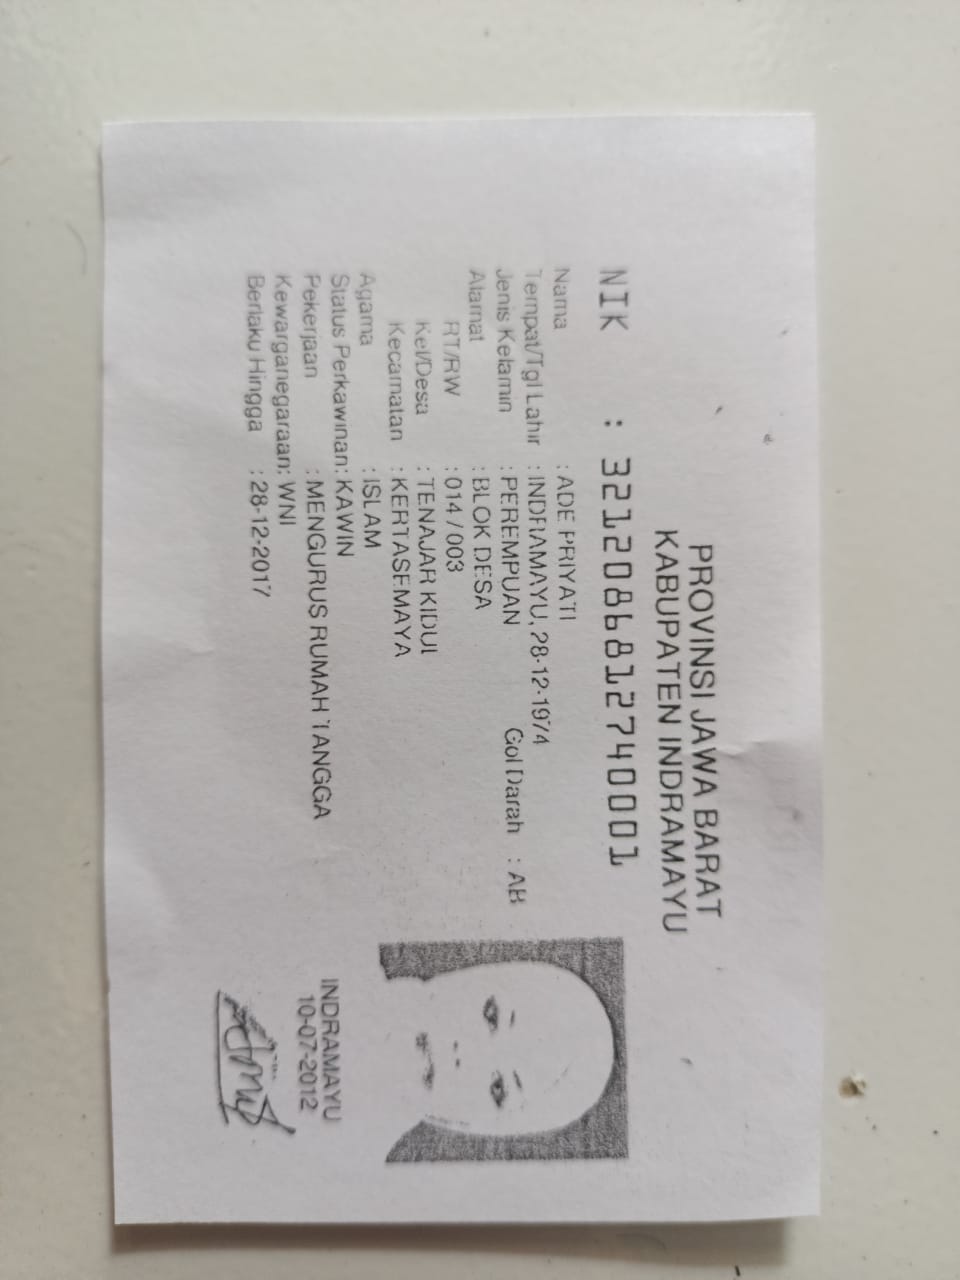 PROVINSI JAWA BARAT
KABUPATEN INDRAMAYU
NIK : 3212086812740001
Nama : ADE PRIYATI
Tempat/Tgl Lahir : INDRAMAYU, 28-12-1974
Jenis Kelamin : PEREMPUAN Gol Darah : AB
Alamat : BLOK DESA
RT/RW : 014 / 003
Kel/Desa : TENAJAR KIDUL
Kecamatan : KERTASEMAYA
Agama : ISLAM
Status Perkawinan: KAWIN
Pekerjaan : MENGURUS RUMAH TANGGA
Kewarganegaraan: WNI
Berlaku Hingga : 28-12-2017
INDRAMAYU
10-07-2012